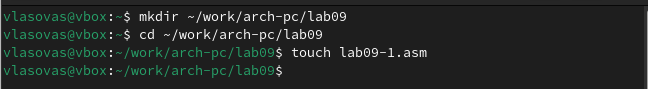 vlasovas@vbox:~$ mkdir ~/work/arch-pc/lab09
vlasovas@vbox:~$ cd ~/work/arch-pc/lab09
vlasovas@vbox:~/work/arch-pc/lab09$ touch lab09-1.asm
vlasovas@vbox:~/work/arch-pc/lab09$